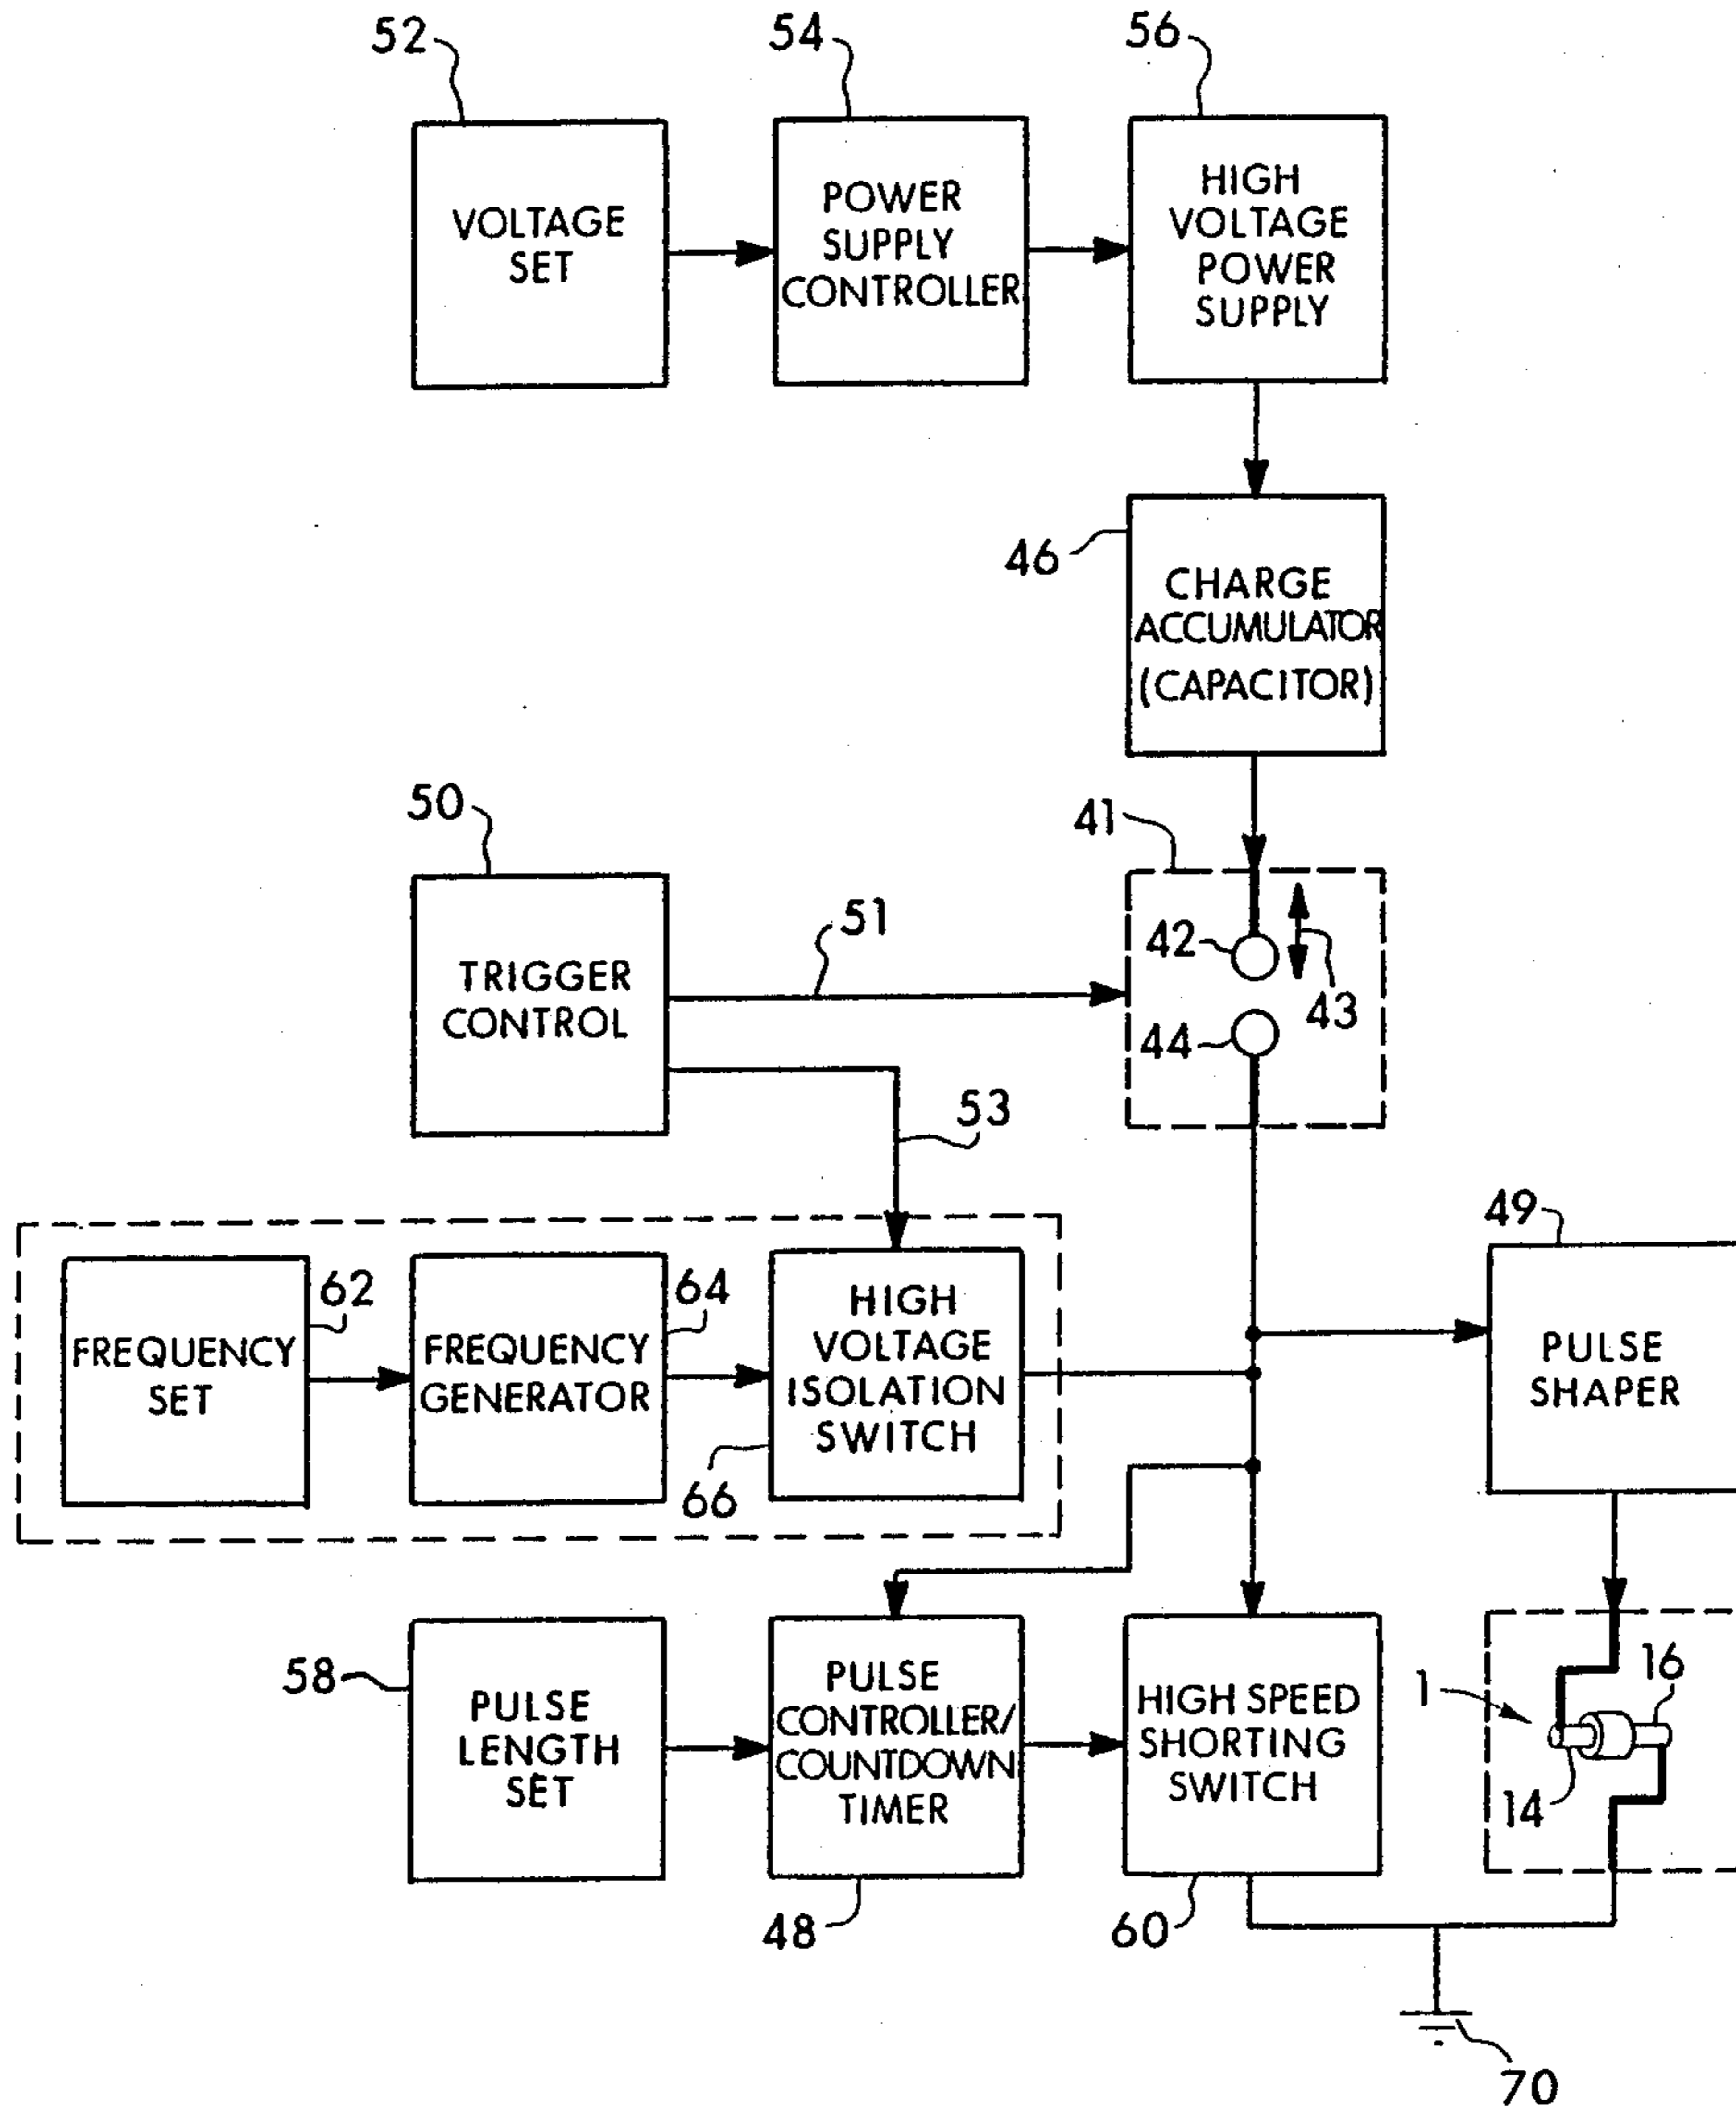 52
54
56
VOLTAGE
SET
POWER
SUPPLY
CONTROLLER
HIGH
VOLTAGE
POWER
SUPPLY
46
CHARGE
ACCUMULATOR
(CAPACITOR)
50
41
51
TRIGGER
CONTROL
42
43
44
53
49
62
64
FREQUENCY
SET
FREQUENCY
GENERATOR
HIGH
VOLTAGE
ISOLATION
SWITCH
66
PULSE
SHAPER
58
PULSE
LENGTH
SET
PULSE
CONTROLLER/
COUNTDOWN
TIMER
48
HIGH SPEED
SHORTING
SWITCH
60
1
16
14
70